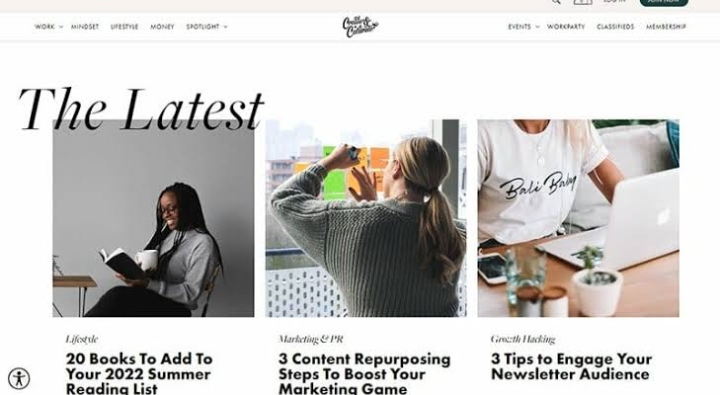 LOG IN
JOIN NOW
WORK MINDSET LIFESTYLE MONEY SPOTLIGHT
Create & Cultivate
EVENTS WORKPARTY CLASSIFIEDS MEMBERSHIP
The Latest
Bali Baby
Lifestyle
20 Books To Add To
Your 2022 Summer
Reading List
Marketing & PR
3 Content Repurposing
Steps To Boost Your
Marketing Game
Growth Hacking
3 Tips to Engage Your
Newsletter Audience